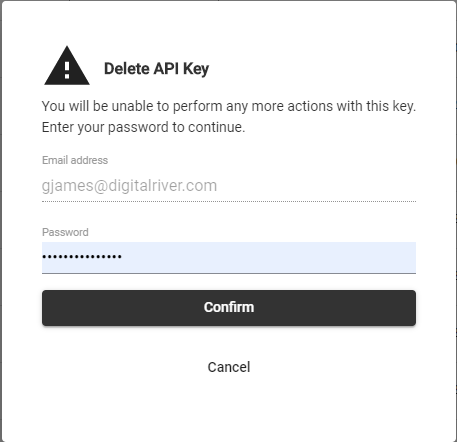 Delete API Key
You will be unable to perform any more actions with this key.
Enter your password to continue.
Email address
gjames@digitalriver.com
Password
•••••••••••••••
Confirm
Cancel